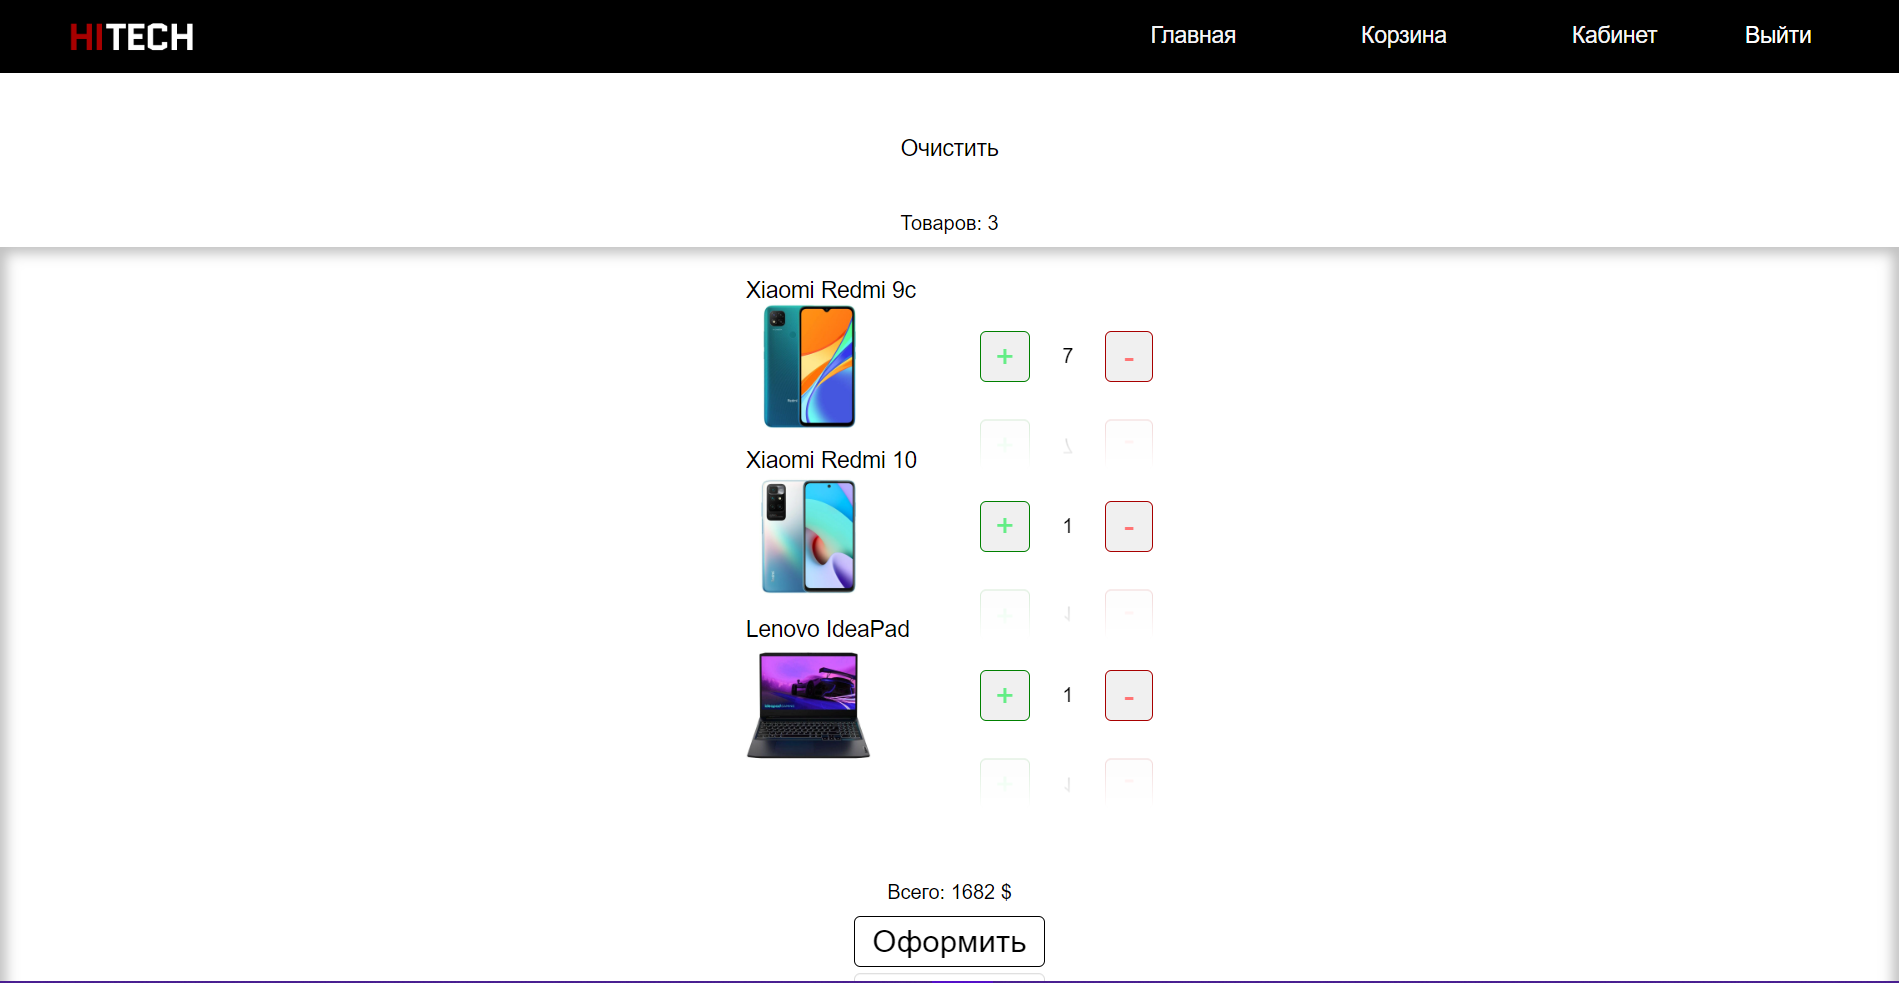 HITECH Главная Корзина Кабинет Выйти
Очистить
Товаров: 3
Xiaomi Redmi 9c
+ 7 -
Xiaomi Redmi 10
+ 1 -
Lenovo IdeaPad
+ 1 -
Всего: 1682 $
Оформить